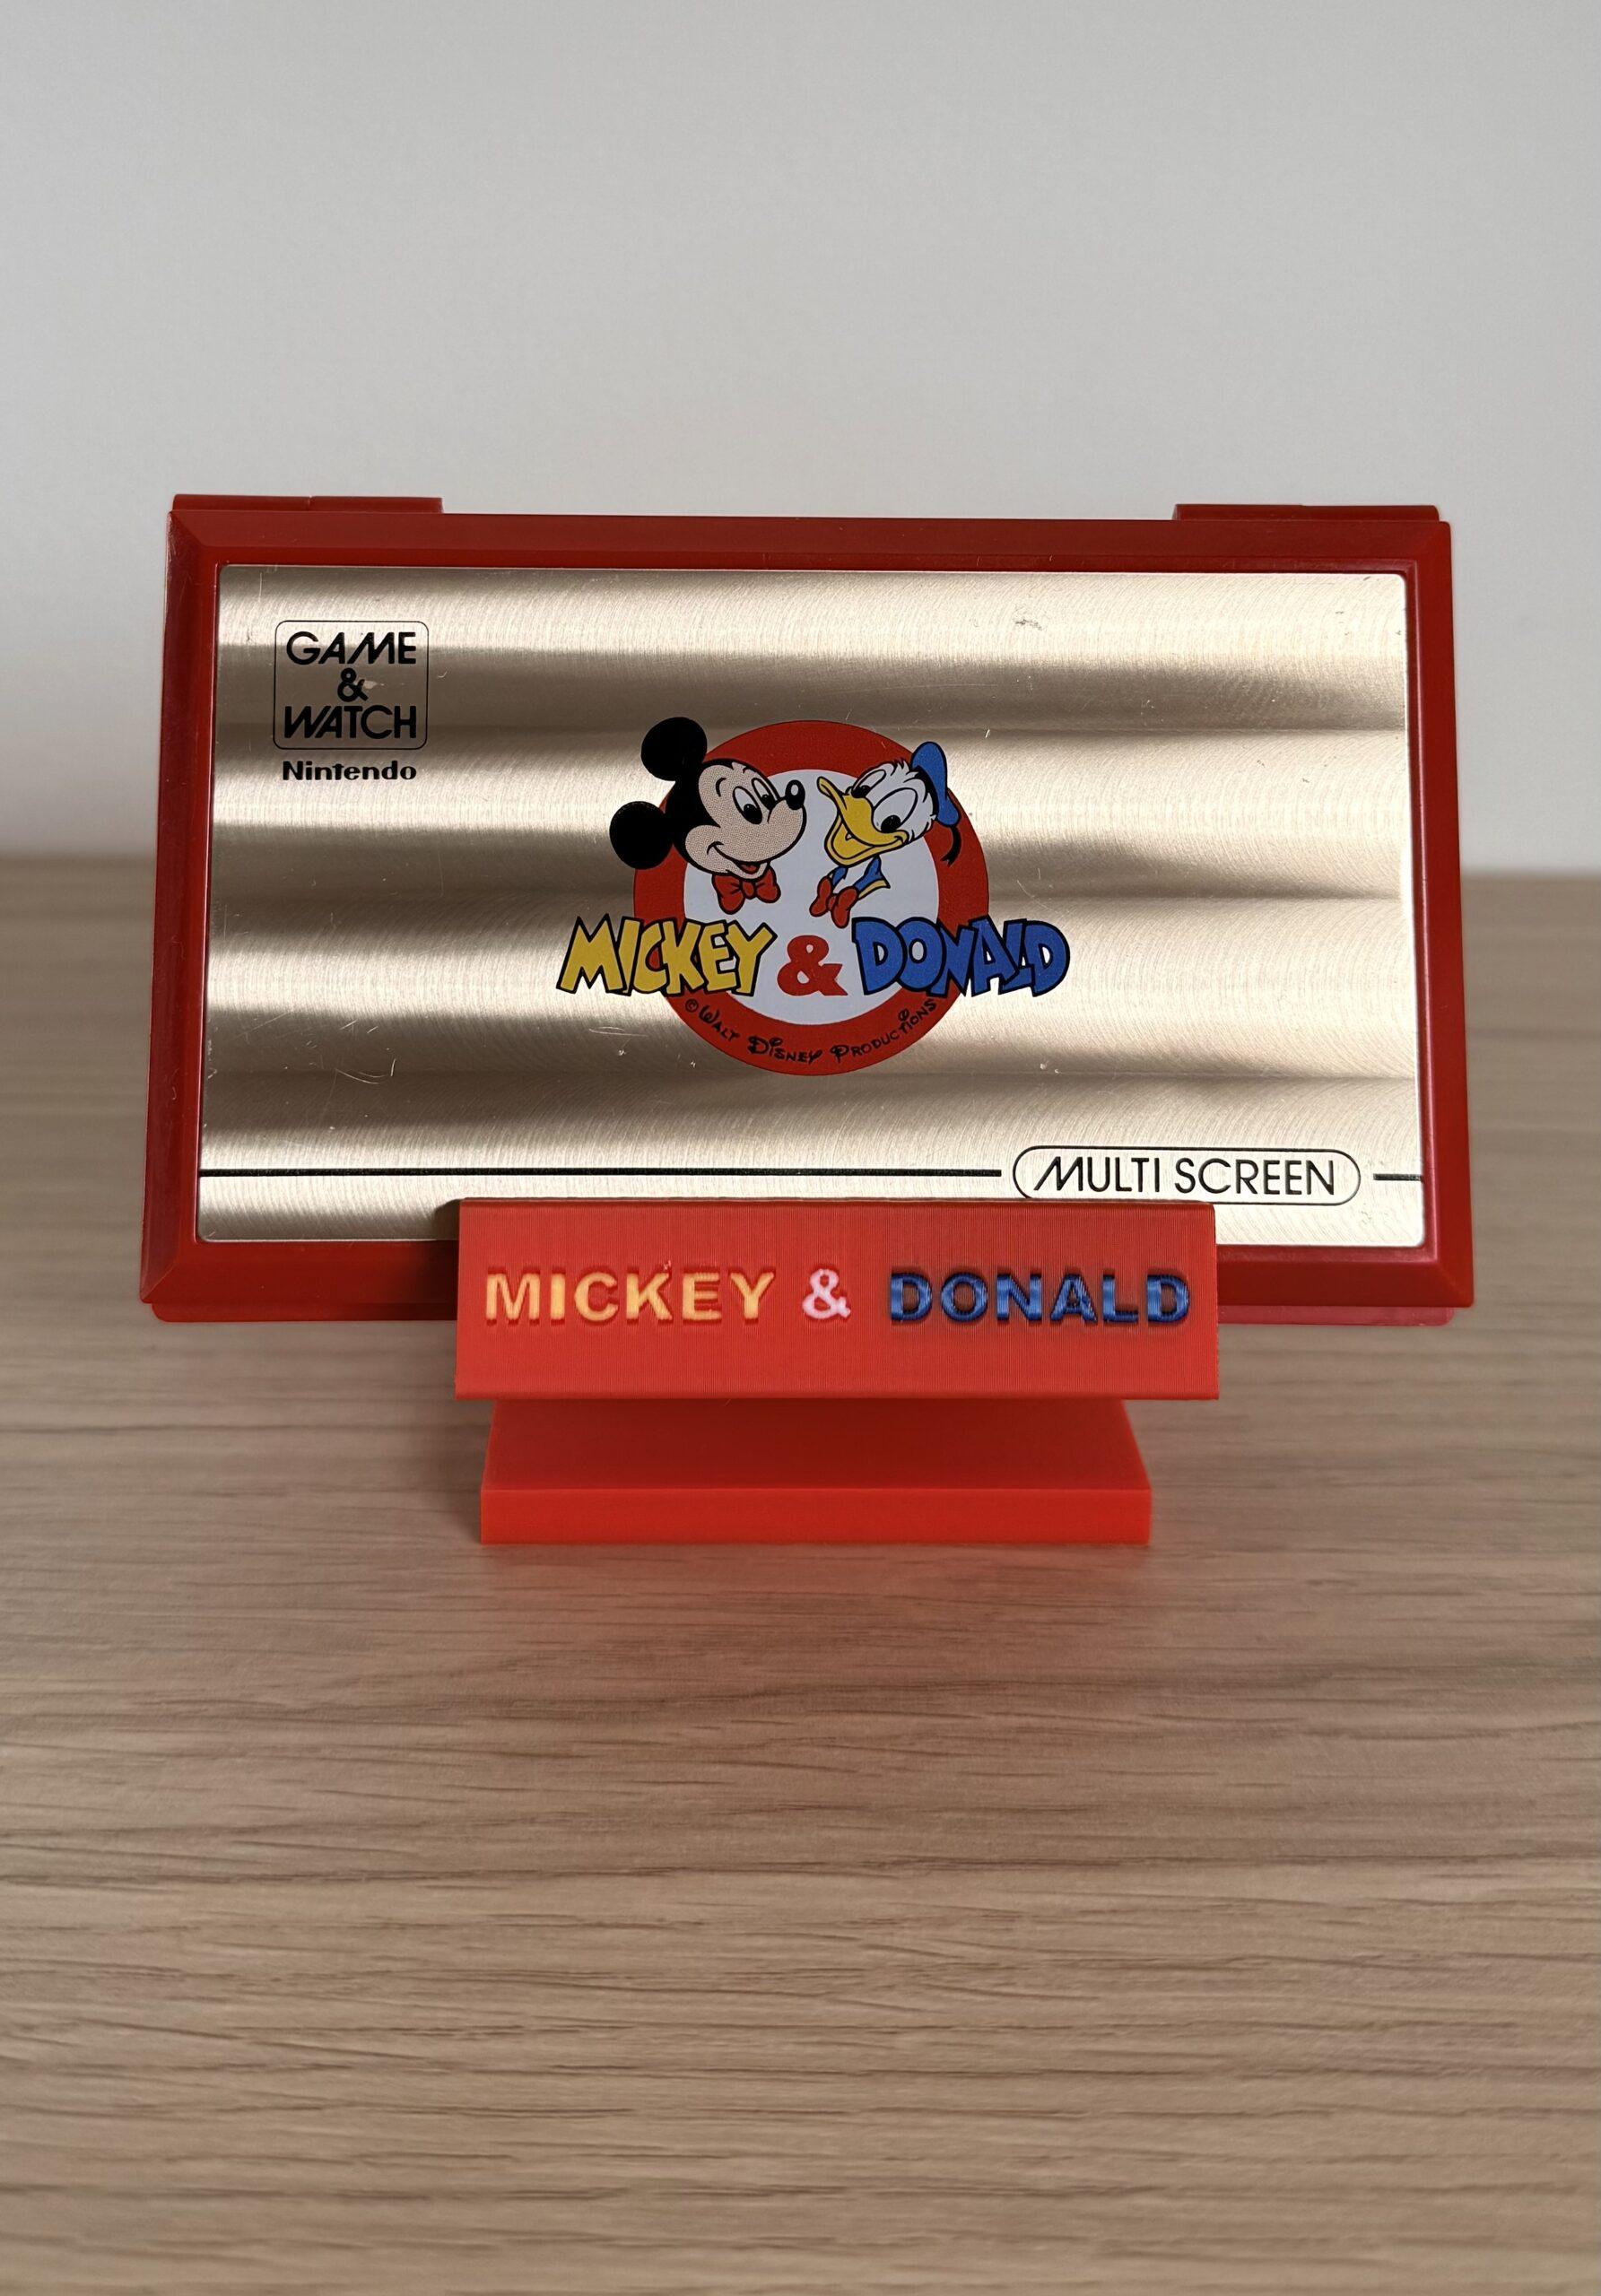 GAME
&
WATCH
Nintendo
MICKEY & DONALD
© WALT DISNEY PRODUCTIONS
MULTI SCREEN
MICKEY & DONALD